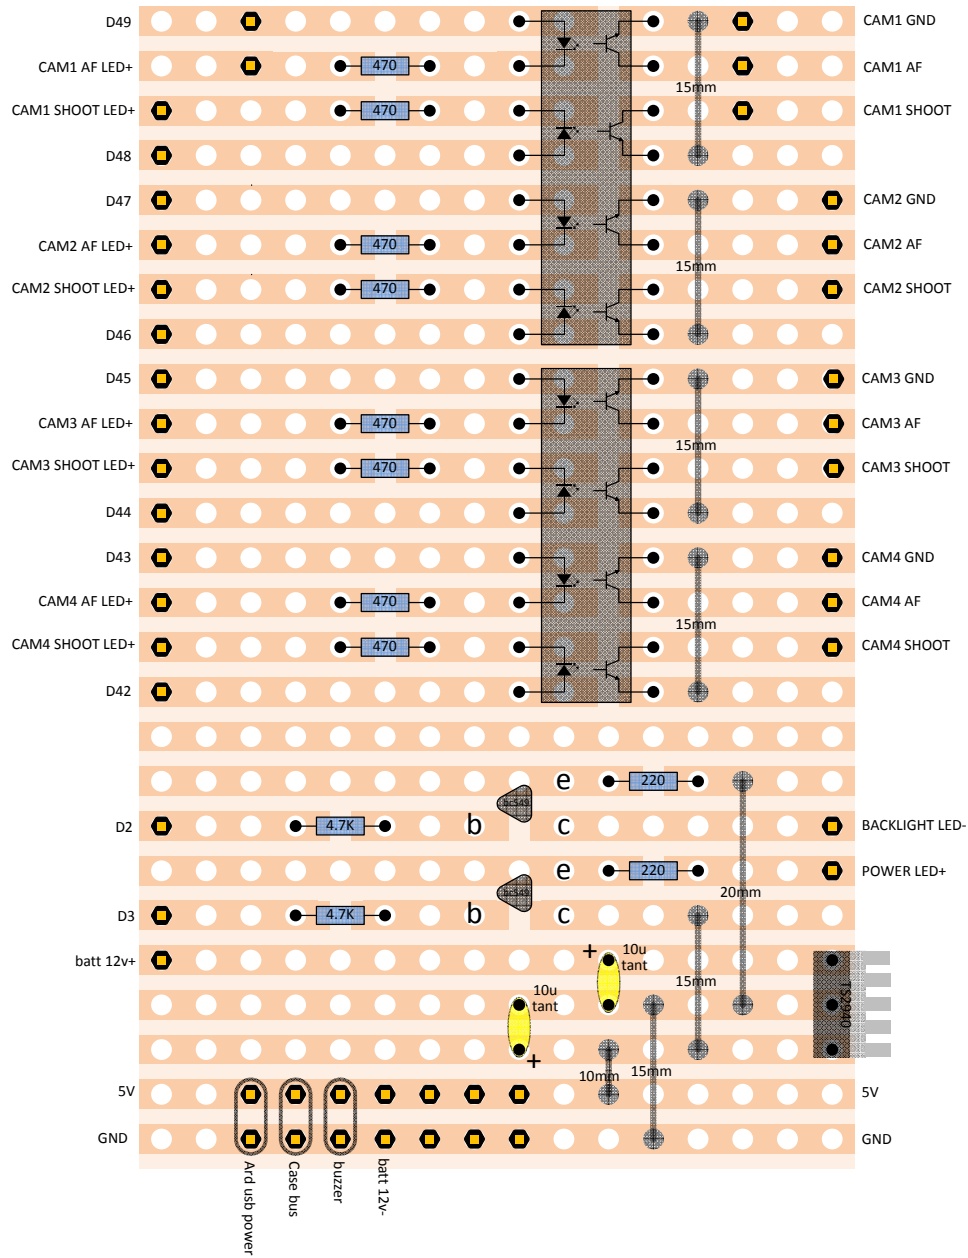 D49
CAM1 GND
CAM1 AF LED+
470
CAM1 AF
15mm
CAM1 SHOOT LED+
470
CAM1 SHOOT
D48
D47
CAM2 GND
CAM2 AF LED+
470
CAM2 AF
15mm
CAM2 SHOOT LED+
470
CAM2 SHOOT
D46
D45
CAM3 GND
CAM3 AF LED+
470
CAM3 AF
15mm
CAM3 SHOOT LED+
470
CAM3 SHOOT
D44
D43
CAM4 GND
CAM4 AF LED+
470
CAM4 AF
15mm
CAM4 SHOOT LED+
470
CAM4 SHOOT
D42
e
220
D2
4.7K
b
c
BACKLIGHT LED-
e
220
POWER LED+
20mm
D3
4.7K
b
c
batt 12v+
+
10u
tant
15mm
TS2940
10u
tant
+
10mm
15mm
5V
5V
GND
GND
Ard usb power
Case bus
buzzer
batt 12v-